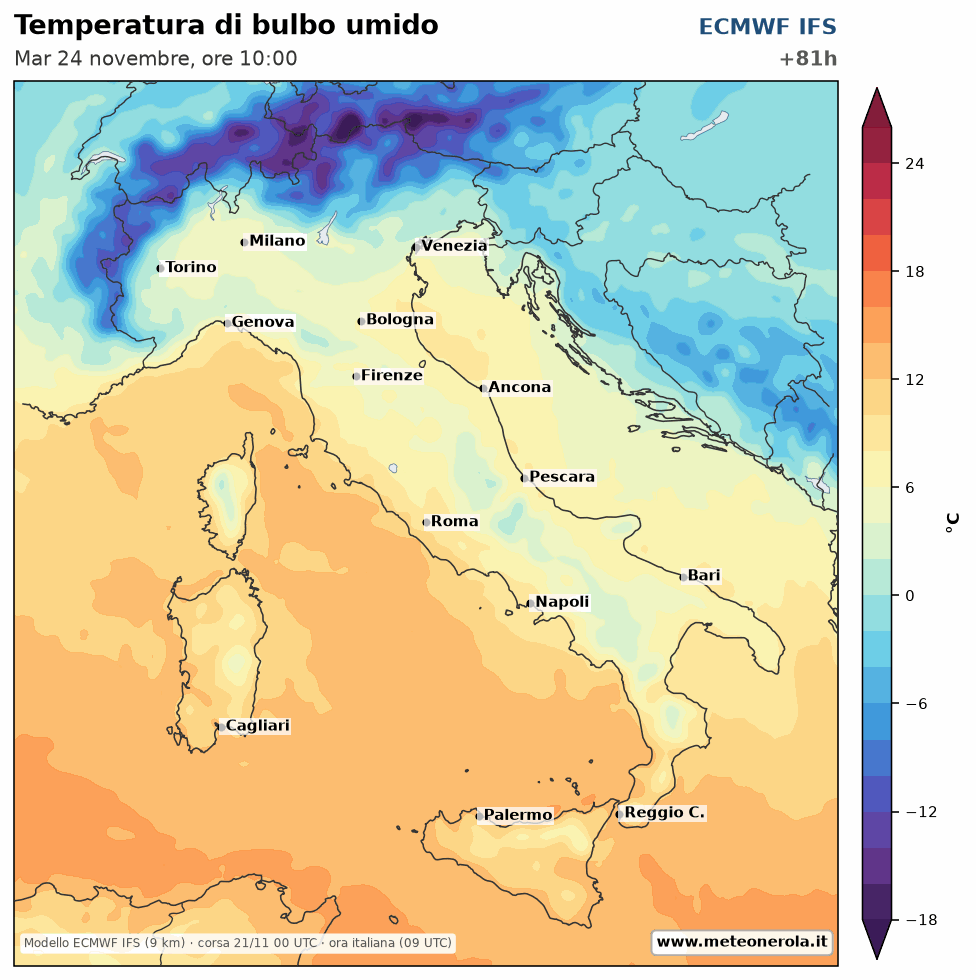 Temperatura di bulbo umido
ECMWF IFS
Mar 24 novembre, ore 10:00
+81h
Milano
Venezia
Torino
Genova
Bologna
Firenze
Ancona
Pescara
Roma
Bari
Napoli
Cagliari
Palermo
Reggio C.
24
18
12
6
0
−6
−12
−18
°C
Modello ECMWF IFS (9 km) · corsa 21/11 00 UTC · ora italiana (09 UTC)
www.meteonerola.it